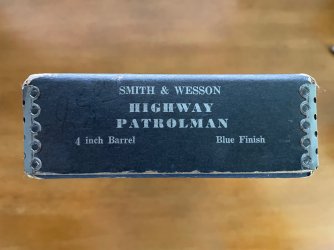 SMITH & WESSON
HIGHWAY
PATROLMAN
4 inch Barrel Blue Finish